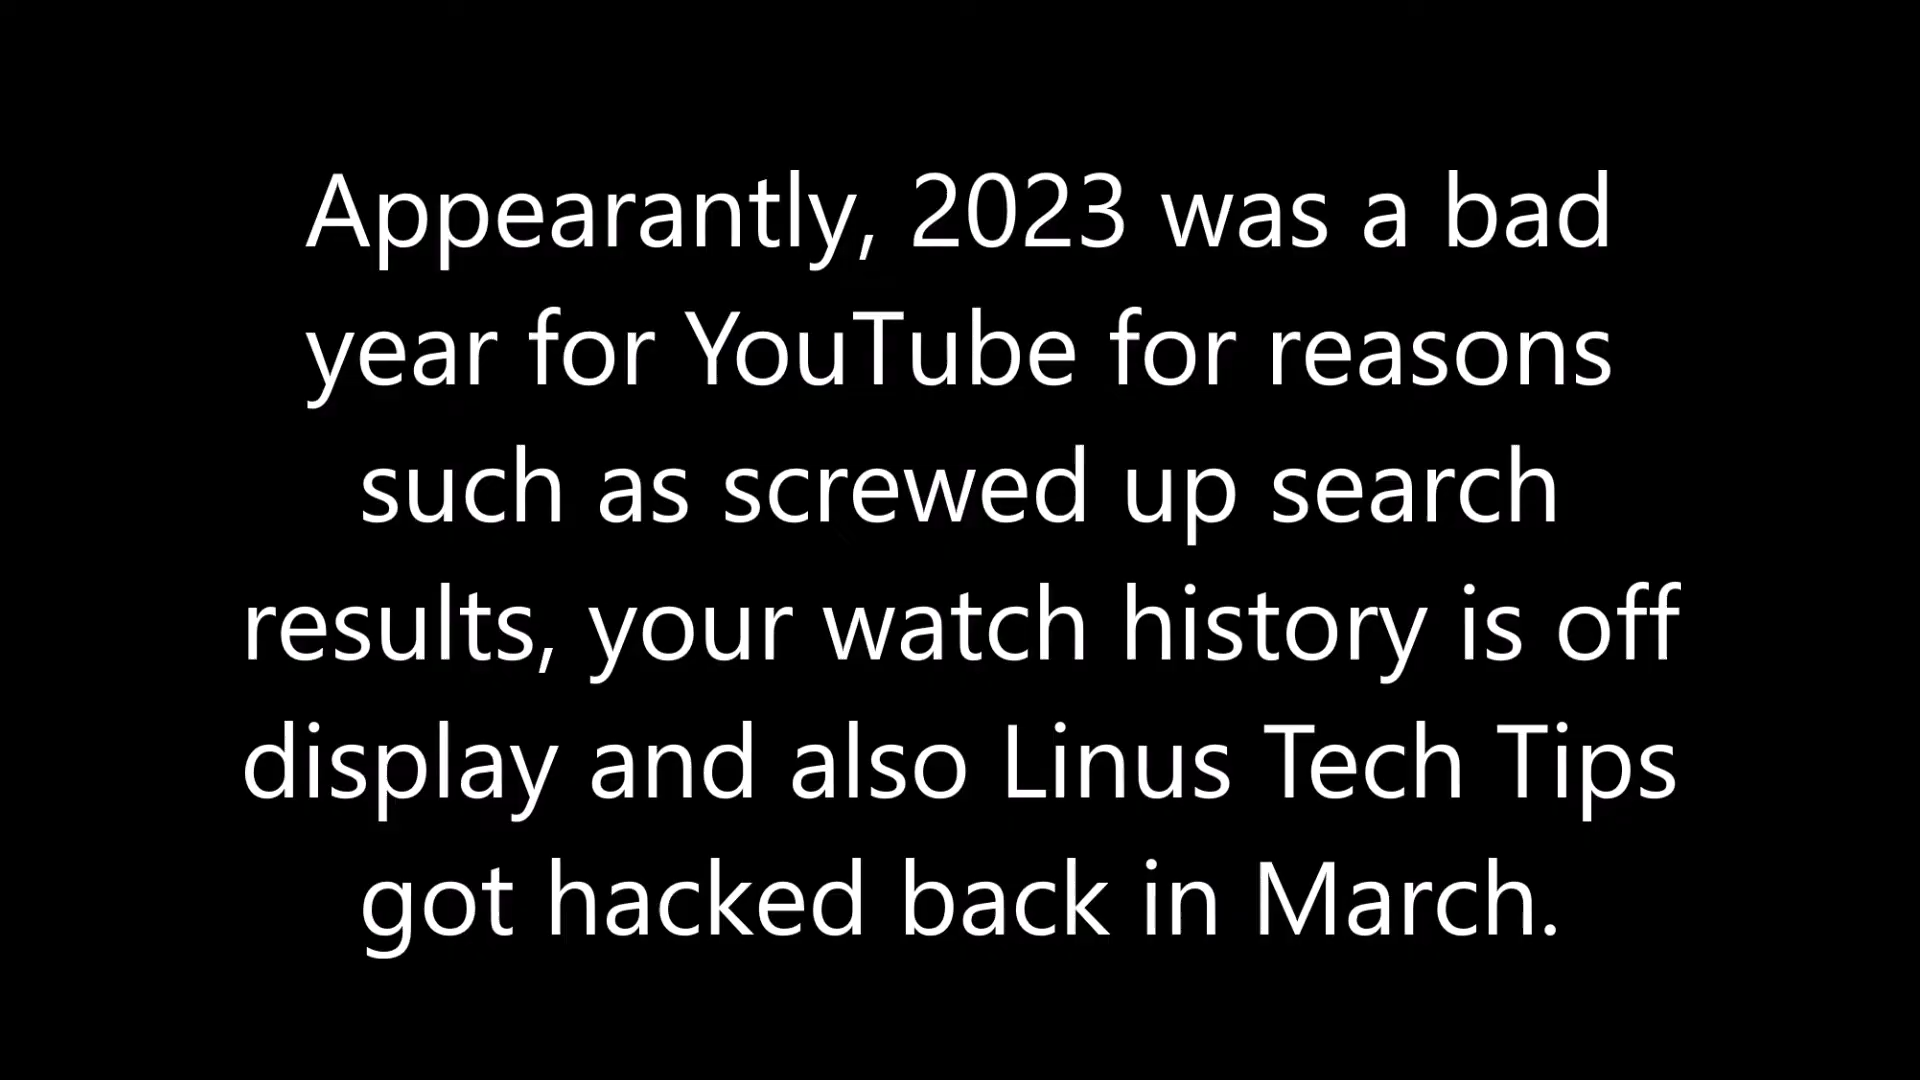 Appearantly, 2023 was a bad
year for YouTube for reasons
such as screwed up search
results, your watch history is off
display and also Linus Tech Tips
got hacked back in March.